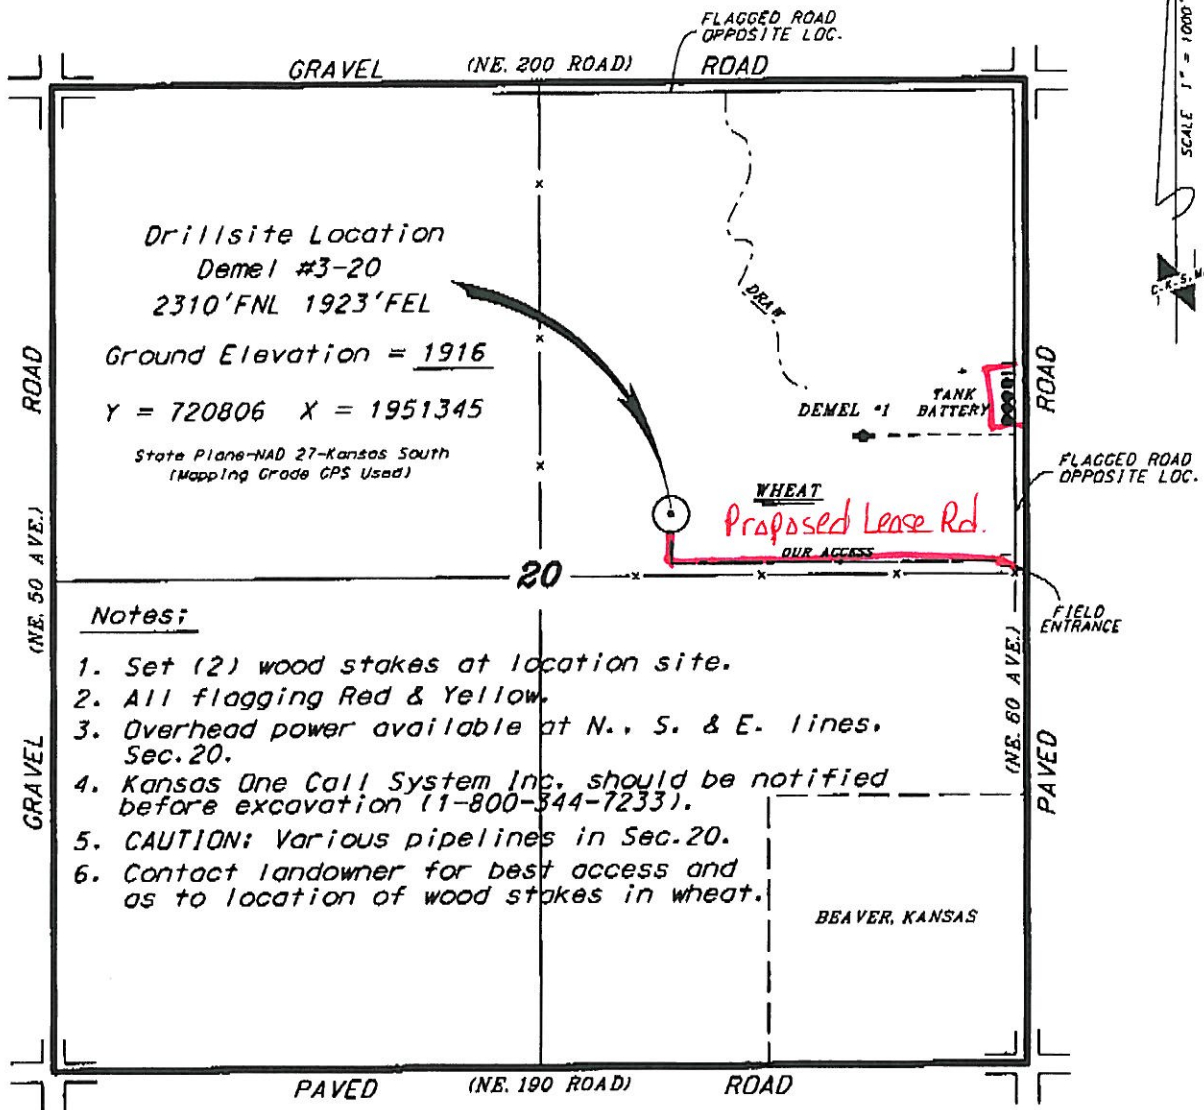 FLAGGED ROAD
OPPOSITE LOC.
GRAVEL (NE. 200 ROAD) ROAD
SCALE 1" = 1000'
Drillsite Location
Demel #3-20
2310'FNL 1923'FEL
Ground Elevation = 1916
Y = 720806 X = 1951345
State Plane-NAD 27-Kansas South
(Mapping Grade GPS Used)
DRAW
DEMEL #1
TANK
BATTERY
ROAD
FLAGGED ROAD
OPPOSITE LOC.
WHEAT
Proposed Lease Rd.
OUR ACCESS
20
FIELD
ENTRANCE
ROAD
(NE. 50 AVE.)
GRAVEL
(NE. 60 AVE.)
PAVED
Notes:
1. Set (2) wood stakes at location site.
2. All flagging Red & Yellow.
3. Overhead power available at N., S. & E. lines,
Sec.20.
4. Kansas One Call System Inc. should be notified
before excavation (1-800-344-7233).
5. CAUTION: Various pipelines in Sec.20.
6. Contact landowner for best access and
as to location of wood stakes in wheat.
BEAVER, KANSAS
PAVED (NE. 190 ROAD) ROAD